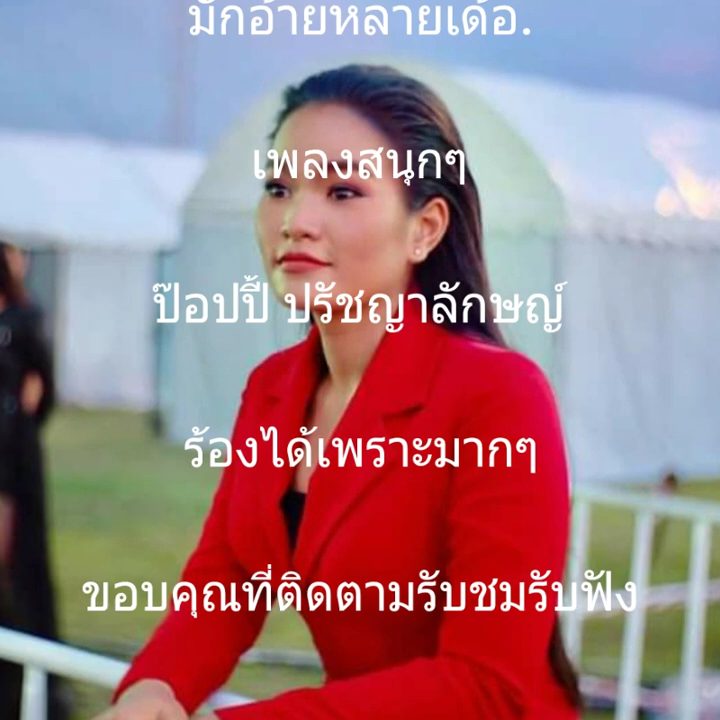 มักอ้ายหลายเด้อ.
เพลงสนุกๆ
ป๊อปปี้ ปรัชญาลักษญ์
ร้องได้เพราะมากๆ
ขอบคุณที่ติดตามรับชมรับฟัง